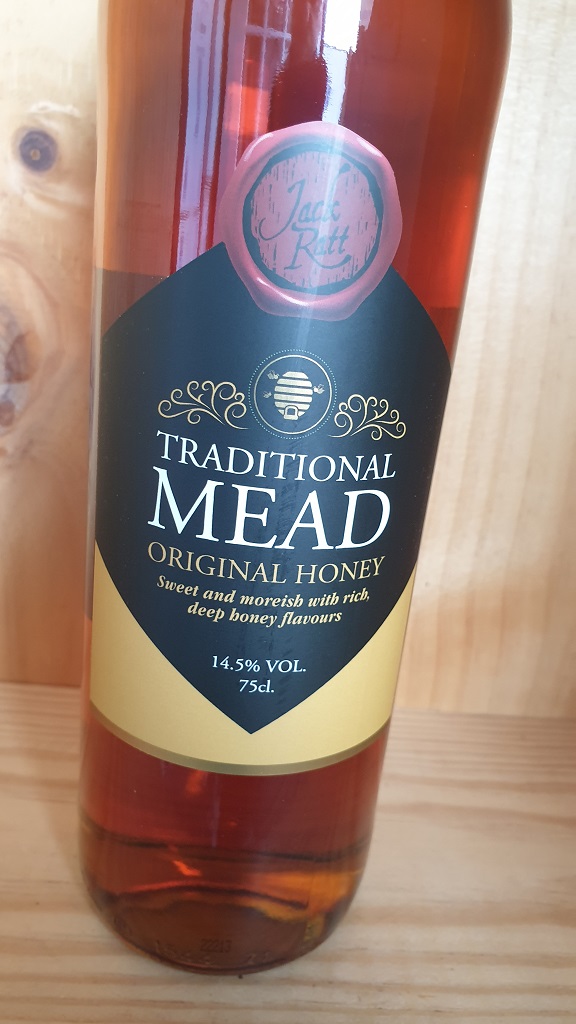 Jack
Ratt
TRADITIONAL
MEAD
ORIGINAL HONEY
Sweet and moreish with rich,
deep honey flavours
14.5% VOL.
75cl.